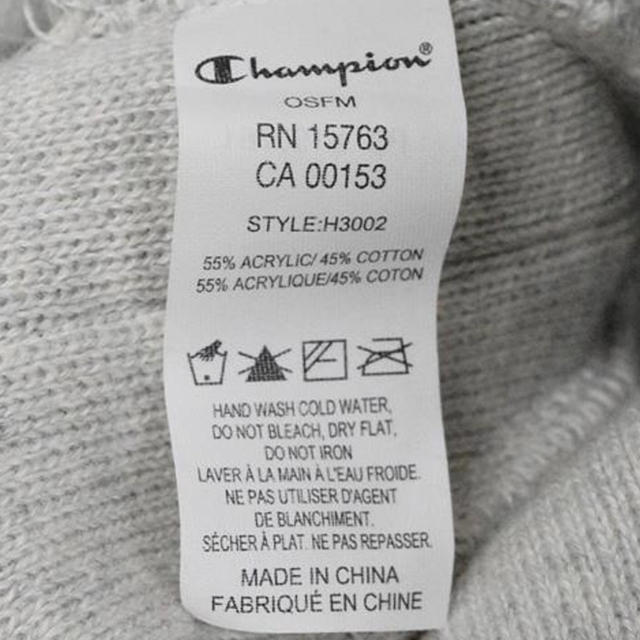 Champion®
OSFM
RN 15763
CA 00153
STYLE:H3002
55% ACRYLIC/ 45% COTTON
55% ACRYLIQUE/45% COTON
HAND WASH COLD WATER,
DO NOT BLEACH, DRY FLAT,
DO NOT IRON
LAVER À LA MAIN À L'EAU FROIDE.
NE PAS UTILISER D'AGENT
DE BLANCHIMENT.
SÉCHER À PLAT. NE PAS REPASSER.
MADE IN CHINA
FABRIQUÉ EN CHINE